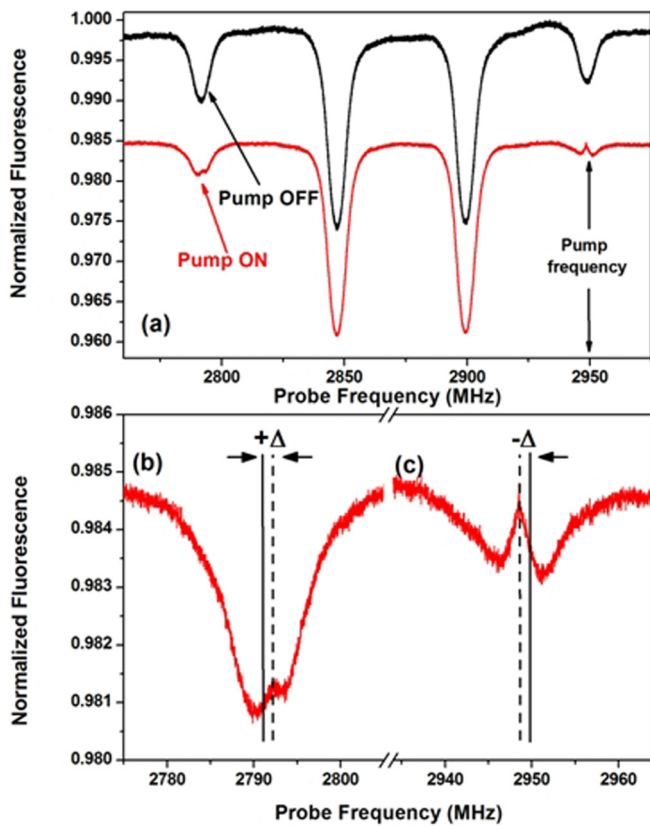 Normalized Fluorescence
1.000
0.995
0.990
0.985
0.980
0.975
0.970
0.965
0.960
Pump OFF
Pump ON
Pump
frequency
(a)
2800
2850
2900
2950
Probe Frequency (MHz)
Normalized Fluorescence
0.986
0.985
0.984
0.983
0.982
0.981
0.980
(b)
+Δ
(c)
-Δ
2780
2790
2800
2940
2950
2960
Probe Frequency (MHz)